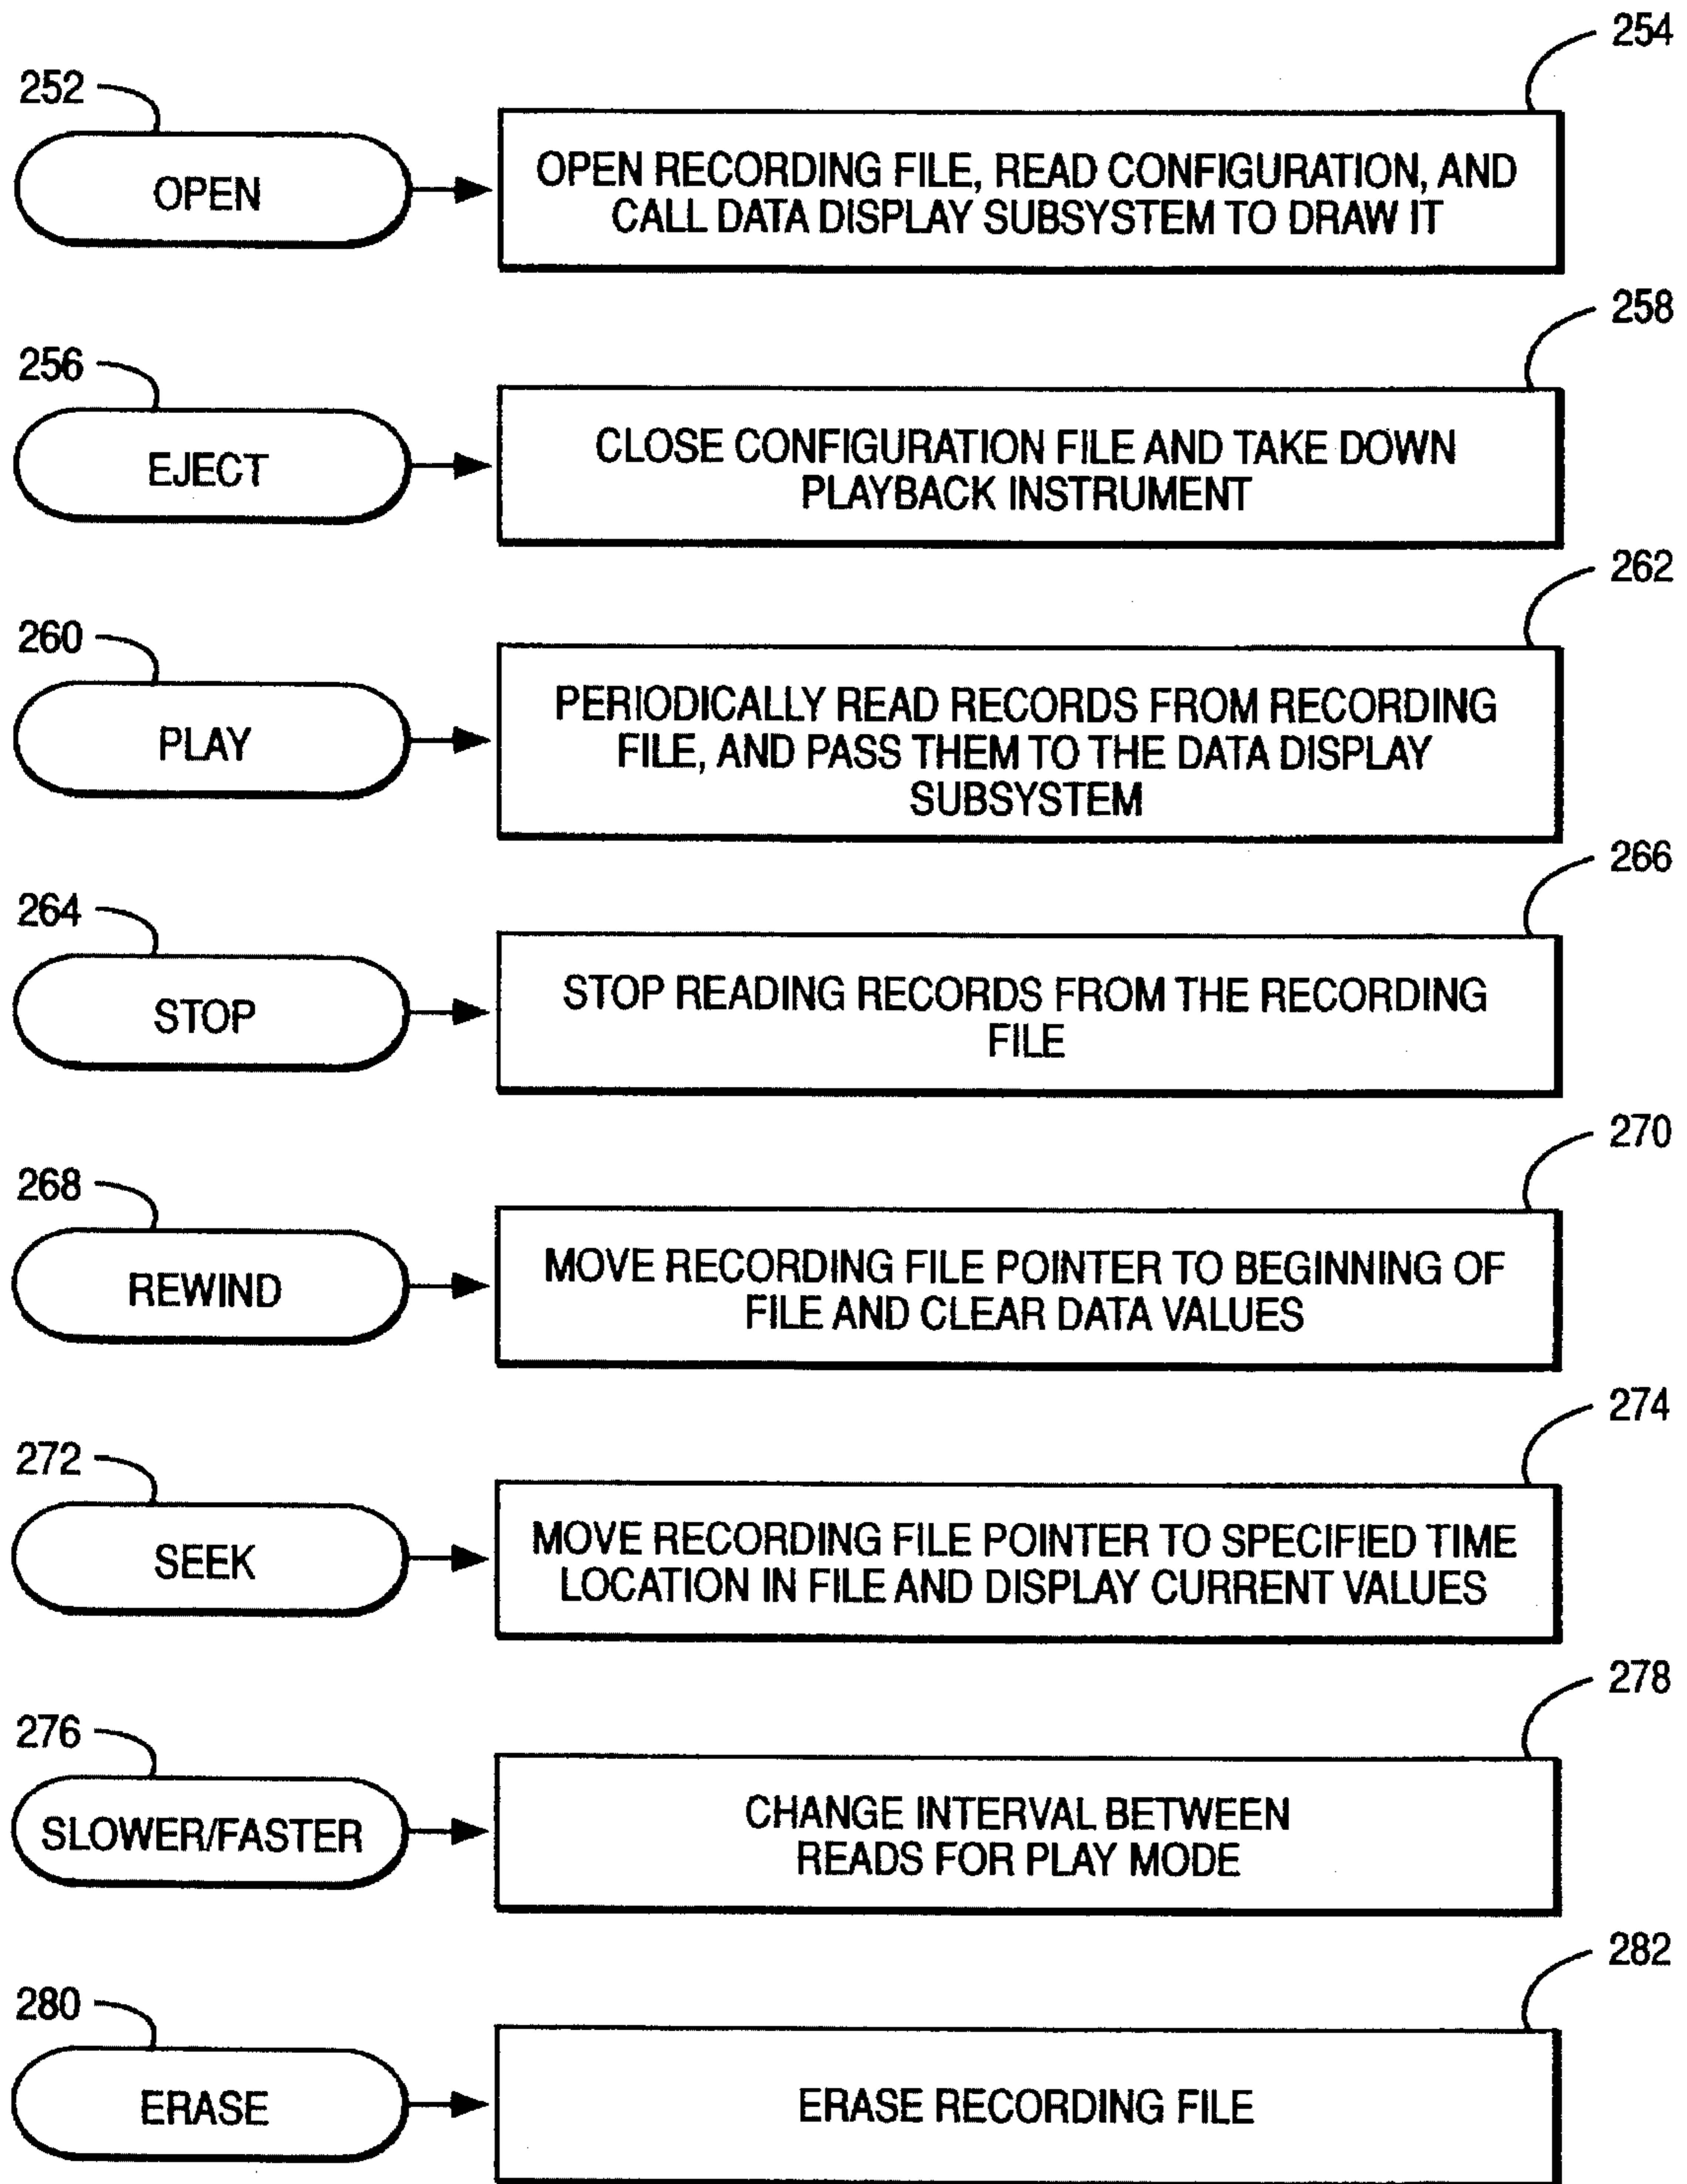 254
252
OPEN
OPEN RECORDING FILE, READ CONFIGURATION, AND
CALL DATA DISPLAY SUBSYSTEM TO DRAW IT
258
256
EJECT
CLOSE CONFIGURATION FILE AND TAKE DOWN
PLAYBACK INSTRUMENT
262
260
PLAY
PERIODICALLY READ RECORDS FROM RECORDING
FILE, AND PASS THEM TO THE DATA DISPLAY
SUBSYSTEM
266
264
STOP
STOP READING RECORDS FROM THE RECORDING
FILE
270
268
REWIND
MOVE RECORDING FILE POINTER TO BEGINNING OF
FILE AND CLEAR DATA VALUES
274
272
SEEK
MOVE RECORDING FILE POINTER TO SPECIFIED TIME
LOCATION IN FILE AND DISPLAY CURRENT VALUES
278
276
SLOWER/FASTER
CHANGE INTERVAL BETWEEN
READS FOR PLAY MODE
282
280
ERASE
ERASE RECORDING FILE